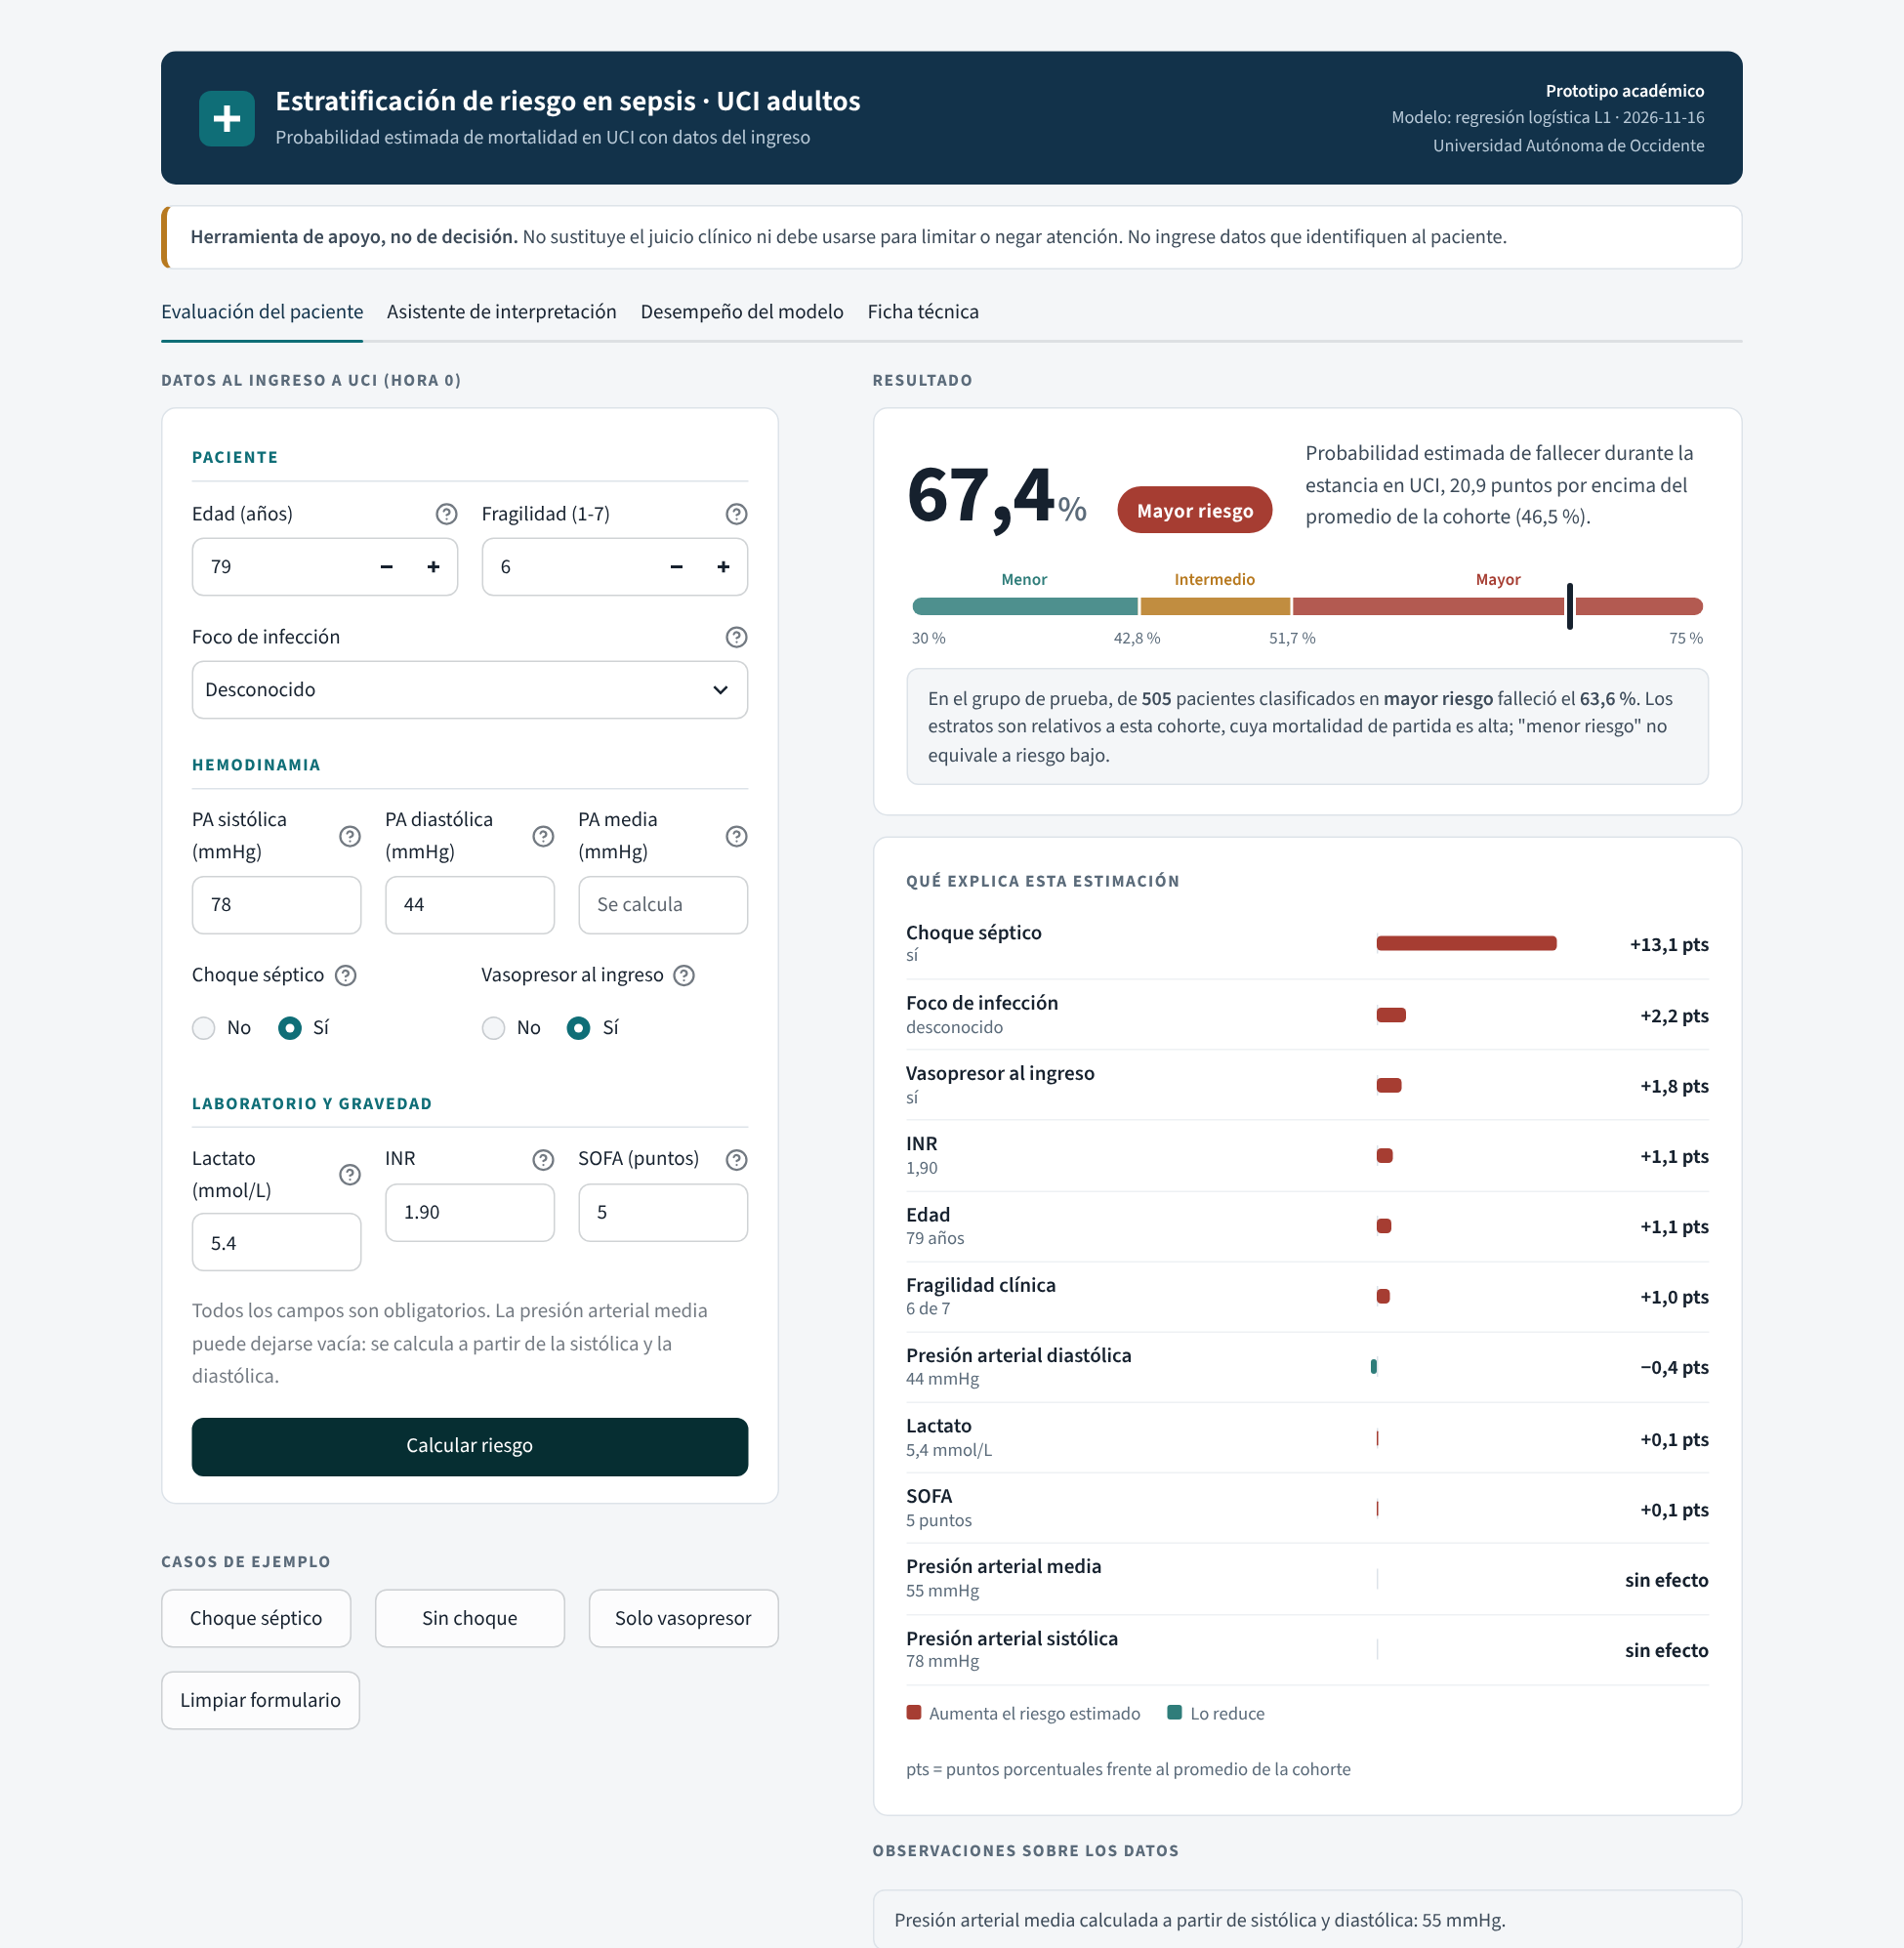 Estratificación de riesgo en sepsis · UCI adultos
Probabilidad estimada de mortalidad en UCI con datos del ingreso
Prototipo académico
Modelo: regresión logística L1 · 2026-11-16
Universidad Autónoma de Occidente
Herramienta de apoyo, no de decisión. No sustituye el juicio clínico ni debe usarse para limitar o negar atención. No ingrese datos que identifiquen al paciente.
Evaluación del paciente Asistente de interpretación Desempeño del modelo Ficha técnica
DATOS AL INGRESO A UCI (HORA 0)
PACIENTE
Edad (años) Fragilidad (1-7)
79 − + 6 − +
Foco de infección
Desconocido
HEMODINAMIA
PA sistólica (mmHg) PA diastólica (mmHg) PA media (mmHg)
78 44 Se calcula
Choque séptico Vasopresor al ingreso
No Sí No Sí
LABORATORIO Y GRAVEDAD
Lactato (mmol/L) INR SOFA (puntos)
5.4 1.90 5
Todos los campos son obligatorios. La presión arterial media
puede dejarse vacía: se calcula a partir de la sistólica y la
diastólica.
Calcular riesgo
CASOS DE EJEMPLO
Choque séptico Sin choque Solo vasopresor
Limpiar formulario
RESULTADO
67,4% Mayor riesgo
Probabilidad estimada de fallecer durante la
estancia en UCI, 20,9 puntos por encima del
promedio de la cohorte (46,5 %).
Menor Intermedio Mayor
30 % 42,8 % 51,7 % 75 %
En el grupo de prueba, de 505 pacientes clasificados en mayor riesgo falleció el 63,6 %. Los
estratos son relativos a esta cohorte, cuya mortalidad de partida es alta; "menor riesgo" no
equivale a riesgo bajo.
QUÉ EXPLICA ESTA ESTIMACIÓN
Choque séptico
sí
+13,1 pts
Foco de infección
desconocido
+2,2 pts
Vasopresor al ingreso
sí
+1,8 pts
INR
1,90
+1,1 pts
Edad
79 años
+1,1 pts
Fragilidad clínica
6 de 7
+1,0 pts
Presión arterial diastólica
44 mmHg
−0,4 pts
Lactato
5,4 mmol/L
+0,1 pts
SOFA
5 puntos
+0,1 pts
Presión arterial media
55 mmHg
sin efecto
Presión arterial sistólica
78 mmHg
sin efecto
Aumenta el riesgo estimado Lo reduce
pts = puntos porcentuales frente al promedio de la cohorte
OBSERVACIONES SOBRE LOS DATOS
Presión arterial media calculada a partir de sistólica y diastólica: 55 mmHg.